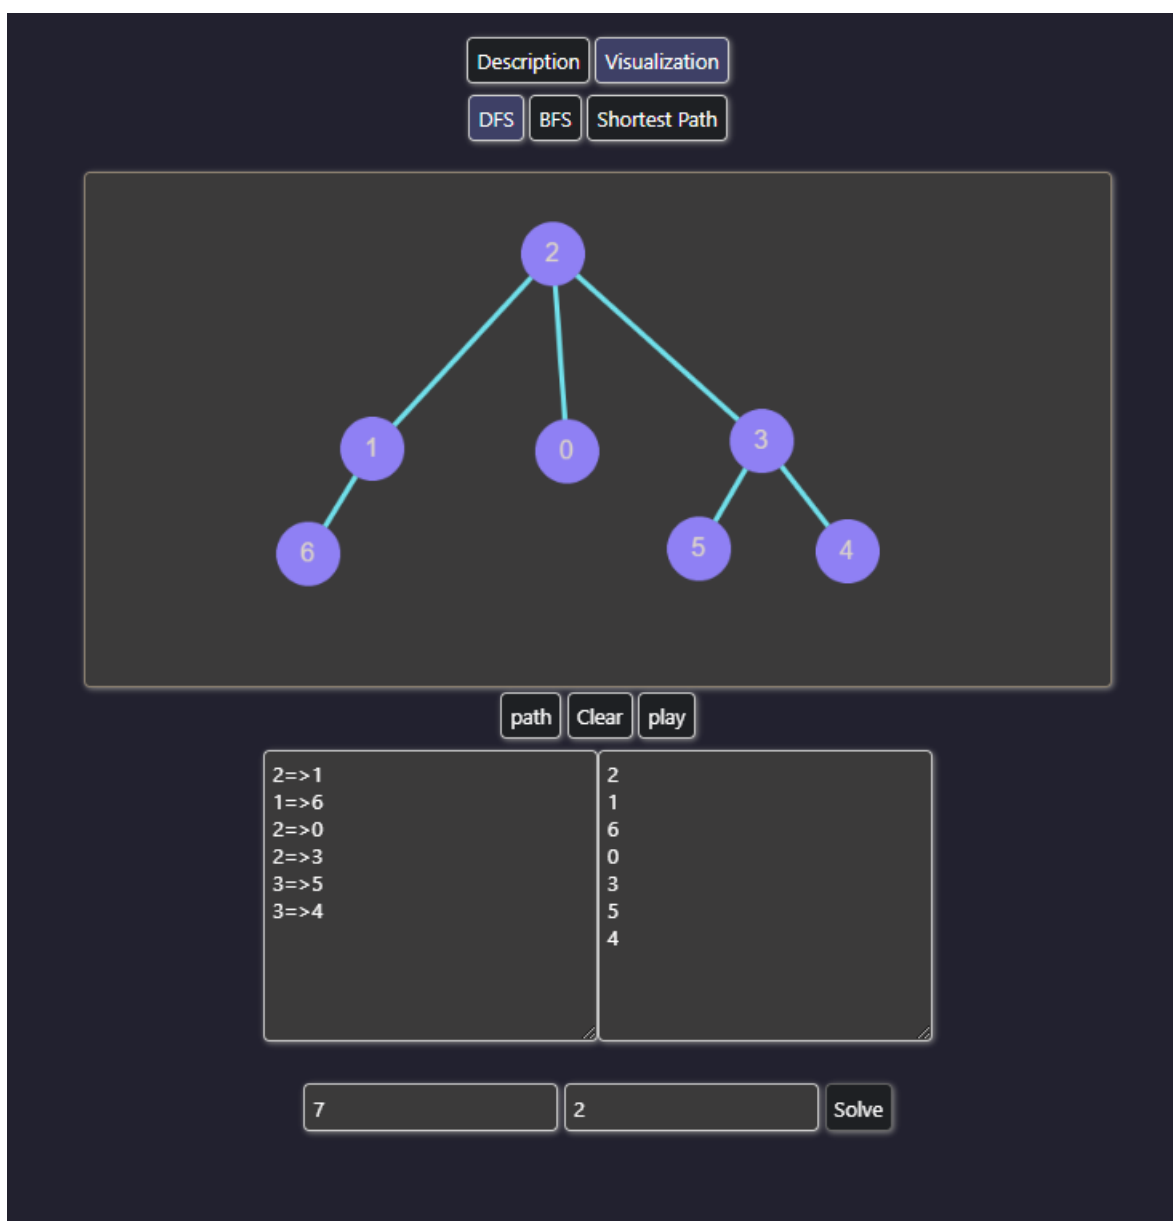 Description Visualization
DFS BFS Shortest Path
2
1 0 3
6 5 4
path Clear play
2=>1
1=>6
2=>0
2=>3
3=>5
3=>4
2
1
6
0
3
5
4
7 2 Solve